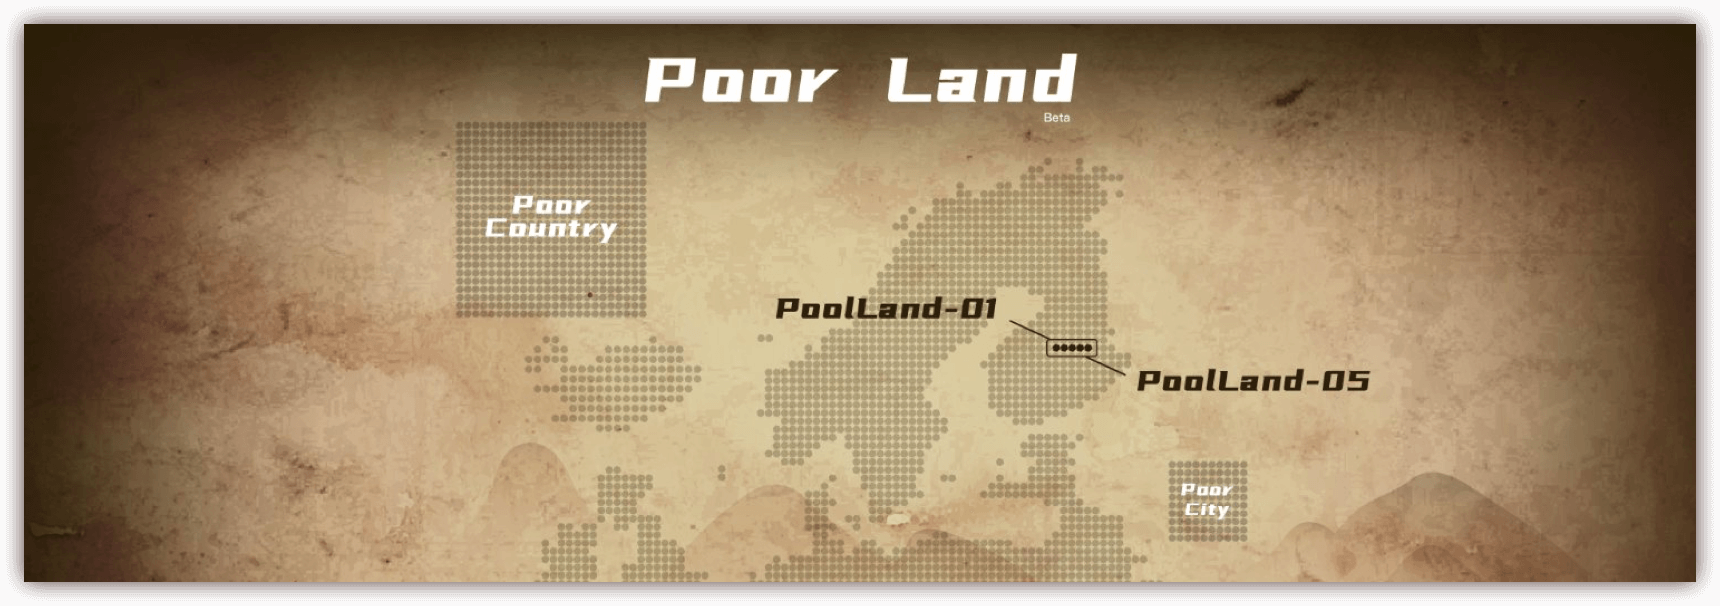 Poor Land
Beta
Poor
Country
PoolLand-01
PoolLand-05
Poor
City